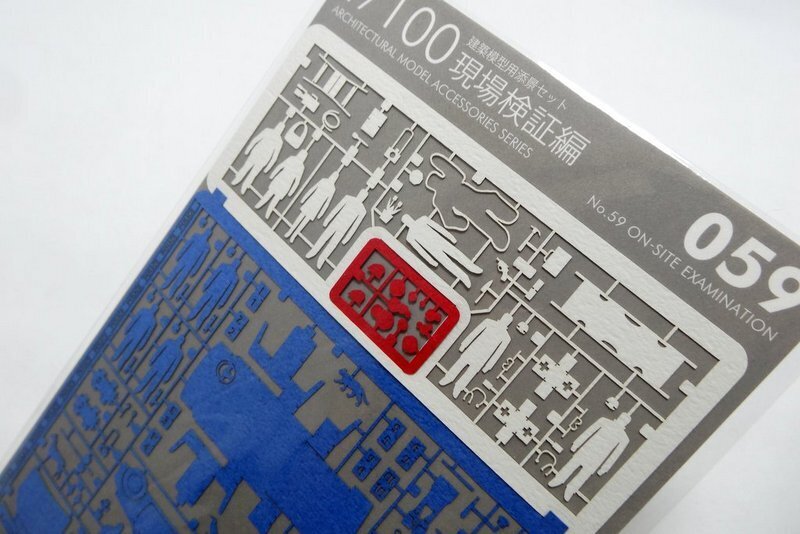 1/100
建築模型用添景セット
ARCHITECTURAL MODEL ACCESSORIES SERIES
現場検証編
059
No.59 ON-SITE EXAMINATION